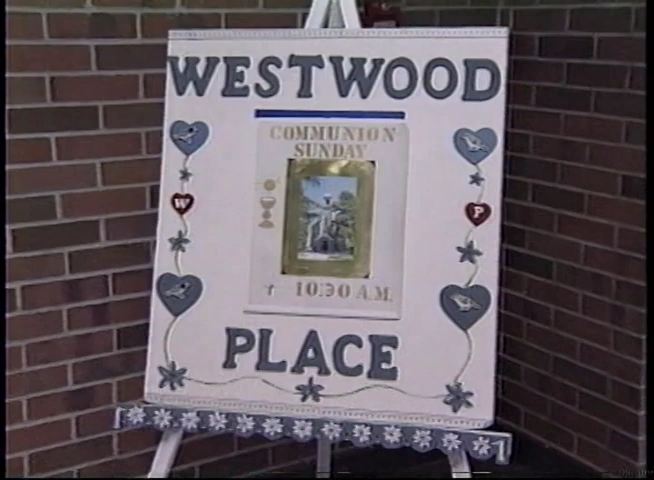 WESTWOOD
COMMUNION
SUNDAY
W
P
10:30 A.M.
PLACE